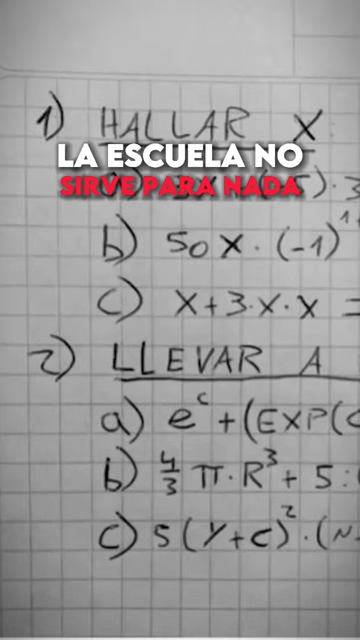 1) HALLAR X:
LA ESCUELA NO
SIRVE PARA NADA
b) 50X·(-1)
c) X+3·X·X =
2) LLEVAR A
a) e^c+(EXP(
b) 4/3 π·R³+5:
c) 5(Y+C)²·(N